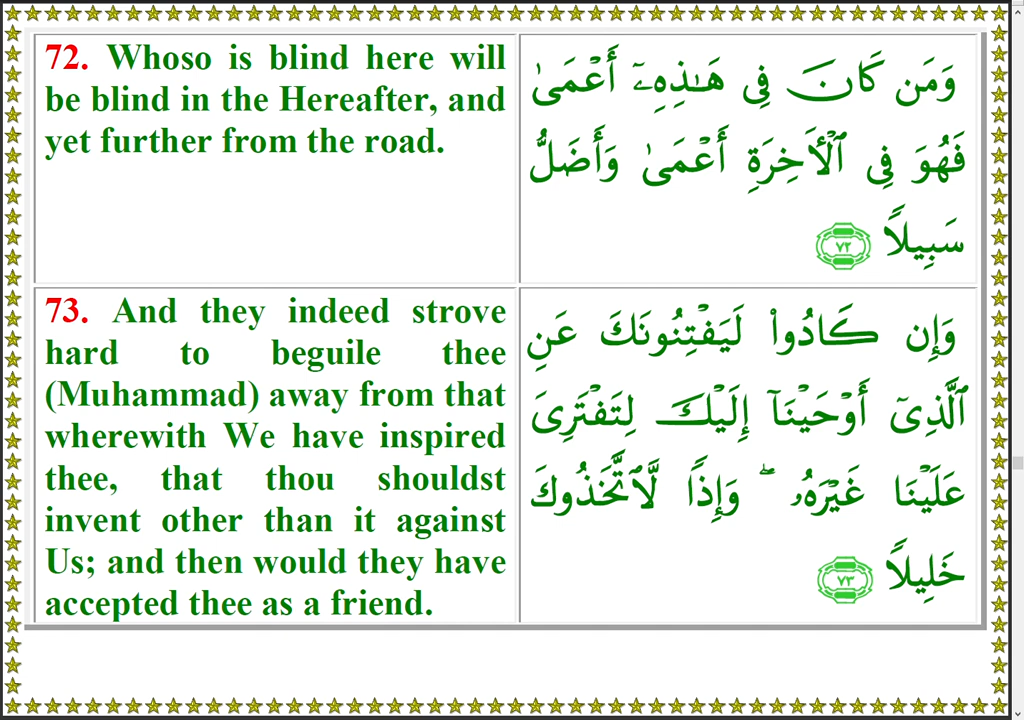 72. Whoso is blind here will
be blind in the Hereafter, and
yet further from the road.
وَمَن كَانَ فِى هَـٰذِهِۦٓ أَعْمَىٰ
فَهُوَ فِى ٱلْأَخِرَةِ أَعْمَىٰ وَأَضَلُّ
سَبِيلاً ٧٢
73. And they indeed strove
hard to beguile thee
(Muhammad) away from that
wherewith We have inspired
thee, that thou shouldst
invent other than it against
Us; and then would they have
accepted thee as a friend.
وَإِن كَادُوا۟ لَيَفْتِنُونَكَ عَنِ
ٱلَّذِىٓ أَوْحَيْنَآ إِلَيْكَ لِتَفْتَرِىَ
عَلَيْنَا غَيْرَهُۥ ۖ وَإِذًا لَّٱتَّخَذُوكَ
خَلِيلاً ٧٣